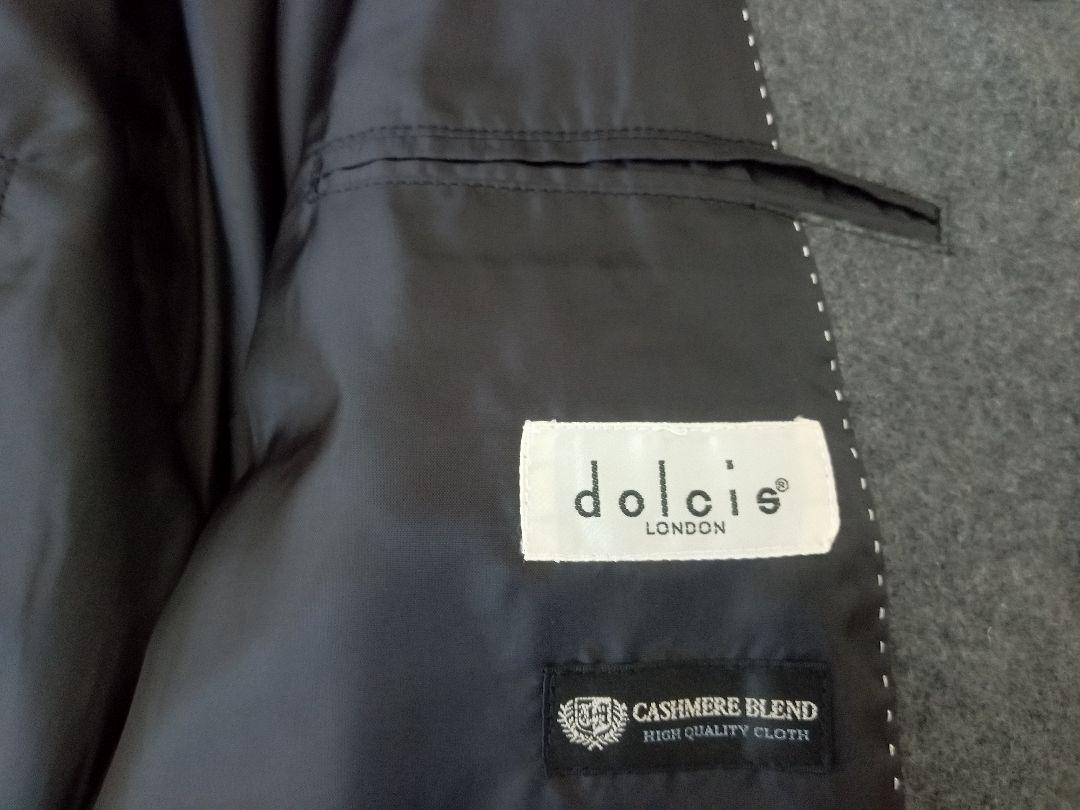 dolcis®
LONDON
CASHMERE BLEND
HIGH QUALITY CLOTH